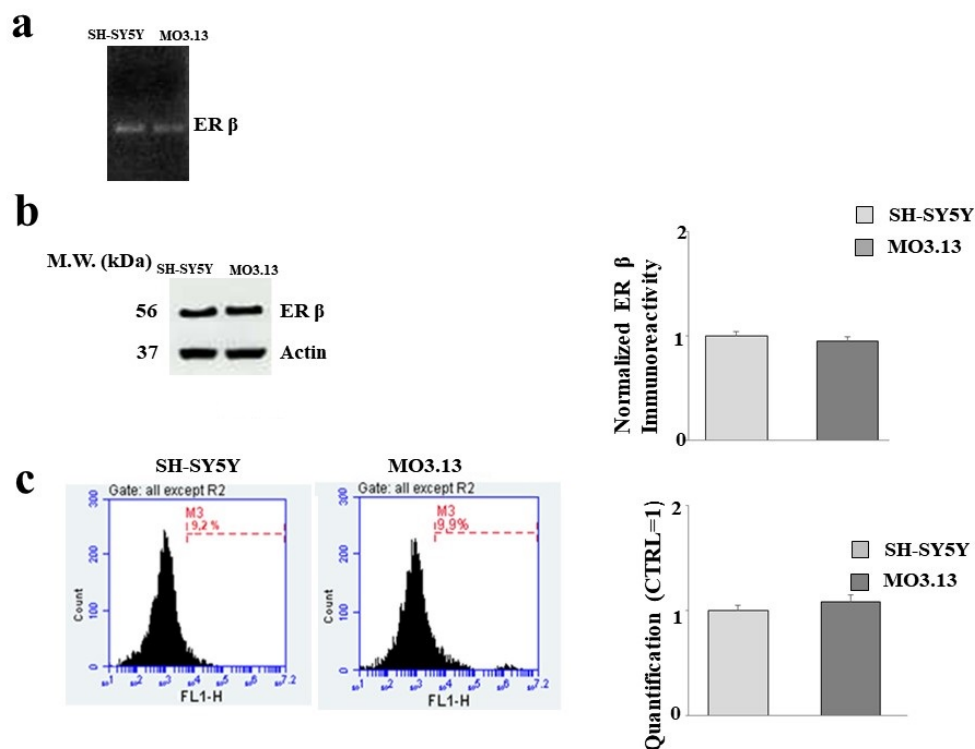 a
SH-SY5Y MO3.13
ER β
b
M.W. (kDa) SH-SY5Y MO3.13
56 ER β
37 Actin
SH-SY5Y
MO3.13
Normalized ER β
Immunoreactivity
2
1
0
c
SH-SY5Y MO3.13
Gate: all except R2
M3
9,2 %
Count
300
200
100
0
FL1-H
Gate: all except R2
M3
9.9%
Count
300
200
100
0
FL1-H
SH-SY5Y
MO3.13
Quantification (CTRL=1)
2
1
0